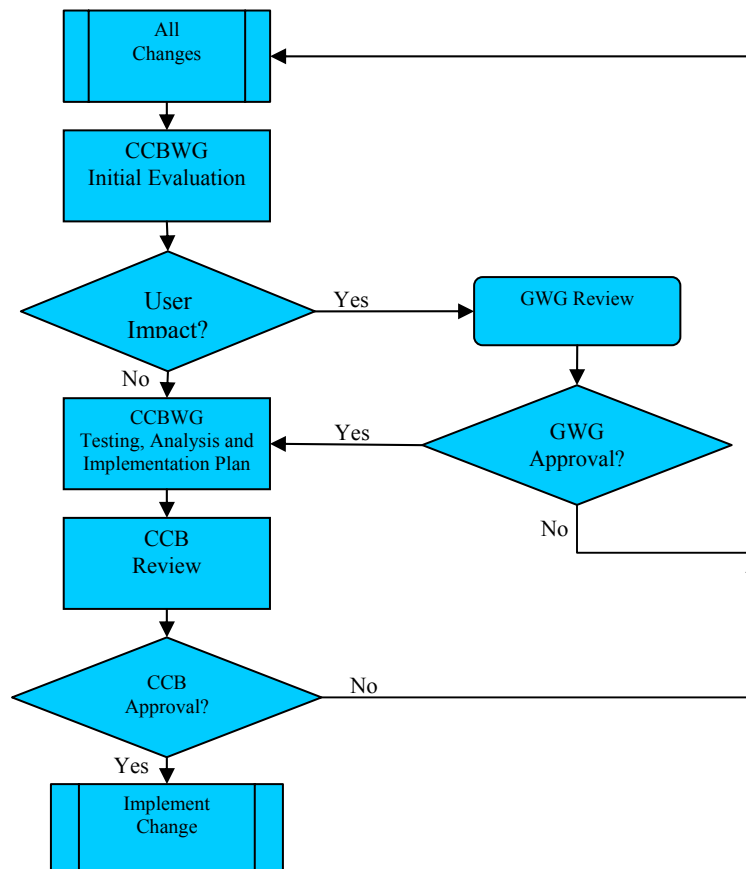 All
Changes
CCBWG
Initial Evaluation
User
Impact?
Yes
GWG Review
No
CCBWG
Testing, Analysis and
Implementation Plan
Yes
GWG
Approval?
No
CCB
Review
CCB
Approval?
No
Yes
Implement
Change